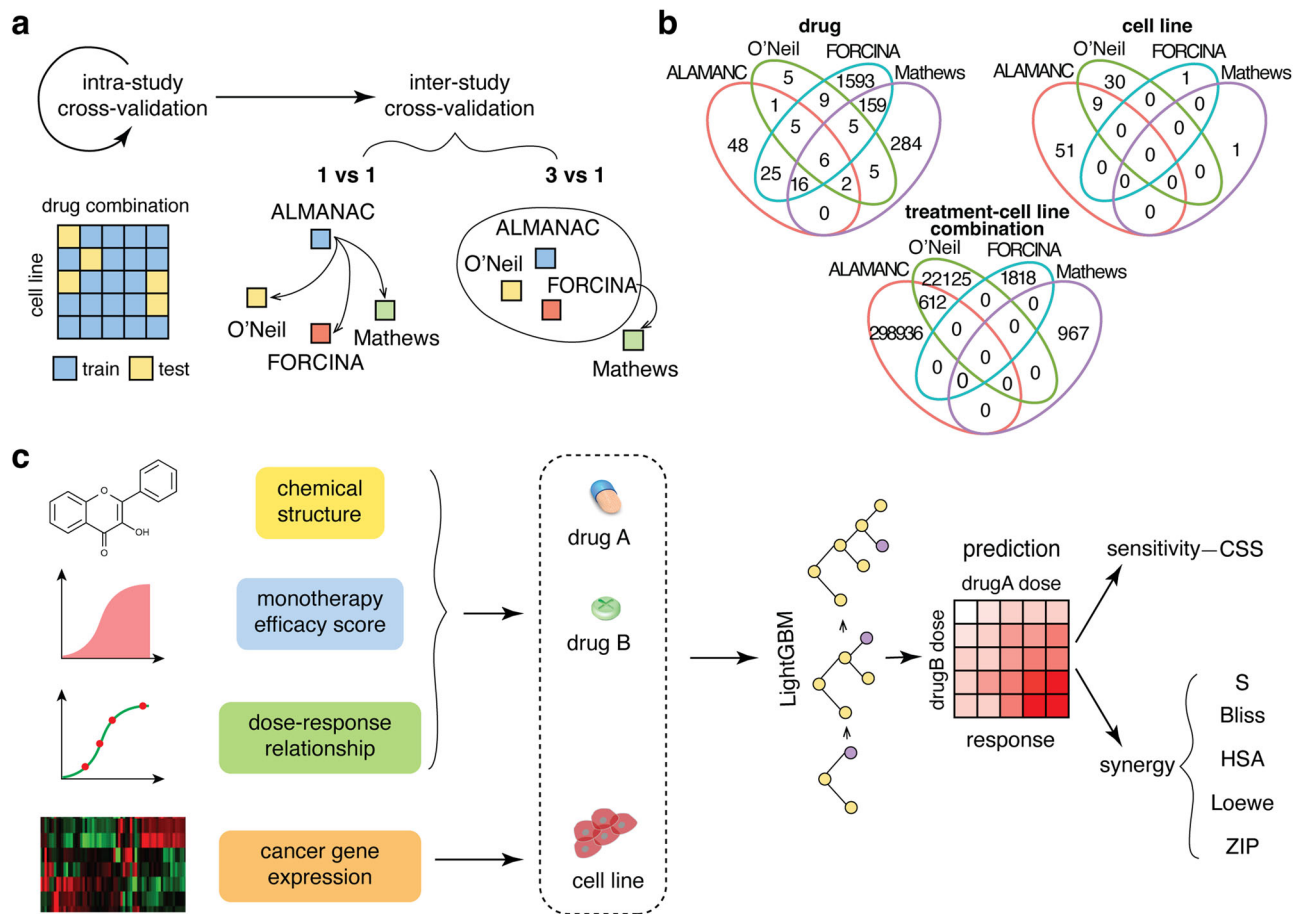 a
intra-study
cross-validation
inter-study
cross-validation
1 vs 1
3 vs 1
drug combination
cell line
train
test
ALMANAC
O'Neil
FORCINA
Mathews
ALMANAC
O'Neil
FORCINA
Mathews
b
drug
O'Neil
FORCINA
ALAMANC
Mathews
5
1593
1
9
159
48
5
5
284
25
6
5
16
2
0
cell line
O'Neil
FORCINA
ALAMANC
Mathews
30
1
9
0
0
51
0
0
1
0
0
0
0
0
0
treatment-cell line
combination
O'Neil
FORCINA
ALAMANC
Mathews
22125
1818
612
0
0
298936
0
0
967
0
0
0
0
0
0
c
O
OH
O
chemical
structure
monotherapy
efficacy score
dose-response
relationship
cancer gene
expression
drug A
drug B
cell line
LightGBM
prediction
drugA dose
drugB dose
response
sensitivity–CSS
synergy
S
Bliss
HSA
Loewe
ZIP